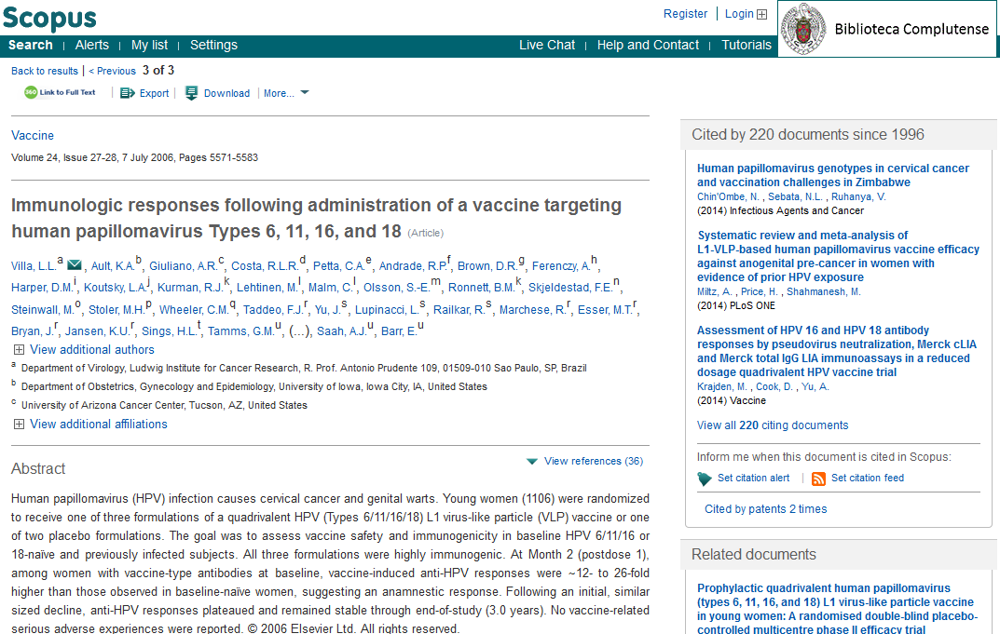 Scopus
Register | Login
Biblioteca Complutense
Search | Alerts | My list | Settings
Live Chat | Help and Contact | Tutorials
Back to results | < Previous 3 of 3
360 Link to Full Text | Export | Download | More...
Vaccine
Volume 24, Issue 27-28, 7 July 2006, Pages 5571-5583
Immunologic responses following administration of a vaccine targeting
human papillomavirus Types 6, 11, 16, and 18 (Article)
Villa, L.L.a , Ault, K.A.b, Giuliano, A.R.c, Costa, R.L.R.d, Petta, C.A.e, Andrade, R.P.f, Brown, D.R.g, Ferenczy, A.h,
Harper, D.M.i, Koutsky, L.A.j, Kurman, R.J.k, Lehtinen, M.l, Malm, C.l, Olsson, S.-E.m, Ronnett, B.M.k, Skjeldestad, F.E.n,
Steinwall, M.o, Stoler, M.H.p, Wheeler, C.M.q, Taddeo, F.J.r, Yu, J.s, Lupinacci, L.s, Railkar, R.s, Marchese, R.r, Esser, M.T.r,
Bryan, J.r, Jansen, K.U.r, Sings, H.L.t, Tamms, G.M.u, (...), Saah, A.J.u, Barr, E.u
View additional authors
a Department of Virology, Ludwig Institute for Cancer Research, R. Prof. Antonio Prudente 109, 01509-010 Sao Paulo, SP, Brazil
b Department of Obstetrics, Gynecology and Epidemiology, University of Iowa, Iowa City, IA, United States
c University of Arizona Cancer Center, Tucson, AZ, United States
View additional affiliations
Abstract
View references (36)
Human papillomavirus (HPV) infection causes cervical cancer and genital warts. Young women (1106) were randomized
to receive one of three formulations of a quadrivalent HPV (Types 6/11/16/18) L1 virus-like particle (VLP) vaccine or one
of two placebo formulations. The goal was to assess vaccine safety and immunogenicity in baseline HPV 6/11/16 or
18-naïve and previously infected subjects. All three formulations were highly immunogenic. At Month 2 (postdose 1),
among women with vaccine-type antibodies at baseline, vaccine-induced anti-HPV responses were ~12- to 26-fold
higher than those observed in baseline-naïve women, suggesting an anamnestic response. Following an initial, similar
sized decline, anti-HPV responses plateaued and remained stable through end-of-study (3.0 years). No vaccine-related
serious adverse experiences were reported. © 2006 Elsevier Ltd. All rights reserved.
Cited by 220 documents since 1996
Human papillomavirus genotypes in cervical cancer
and vaccination challenges in Zimbabwe
Chin'Ombe, N. , Sebata, N.L. , Ruhanya, V.
(2014) Infectious Agents and Cancer
Systematic review and meta-analysis of
L1-VLP-based human papillomavirus vaccine efficacy
against anogenital pre-cancer in women with
evidence of prior HPV exposure
Miltz, A. , Price, H. , Shahmanesh, M.
(2014) PLoS ONE
Assessment of HPV 16 and HPV 18 antibody
responses by pseudovirus neutralization, Merck cLIA
and Merck total IgG LIA immunoassays in a reduced
dosage quadrivalent HPV vaccine trial
Krajden, M. , Cook, D. , Yu, A.
(2014) Vaccine
View all 220 citing documents
Inform me when this document is cited in Scopus:
Set citation alert | Set citation feed
Cited by patents 2 times
Related documents
Prophylactic quadrivalent human papillomavirus
(types 6, 11, 16, and 18) L1 virus-like particle vaccine
in young women: A randomised double-blind placebo-
controlled multicentre phase II efficacy trial